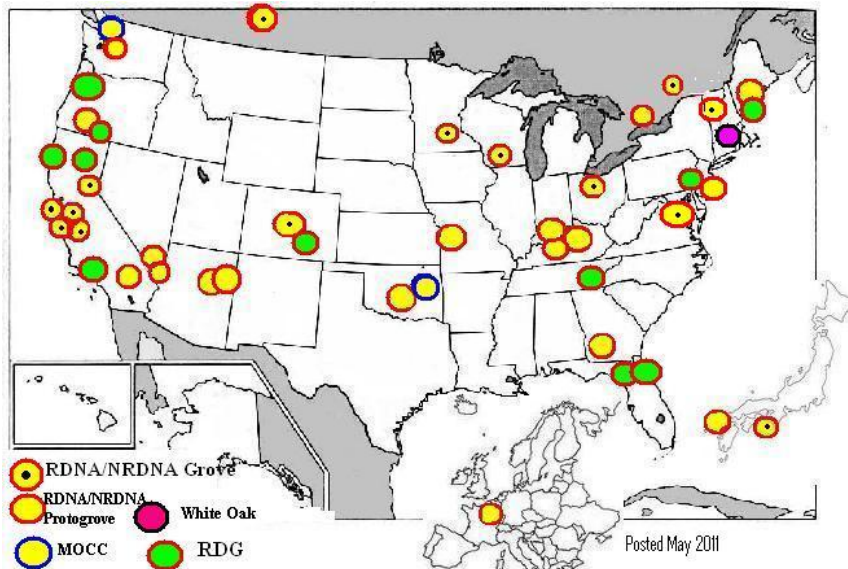 RDNA/NRDNA Grove
RDNA/NRDNA
Protogrove
White Oak
MOCC
RDG
Posted May 2011